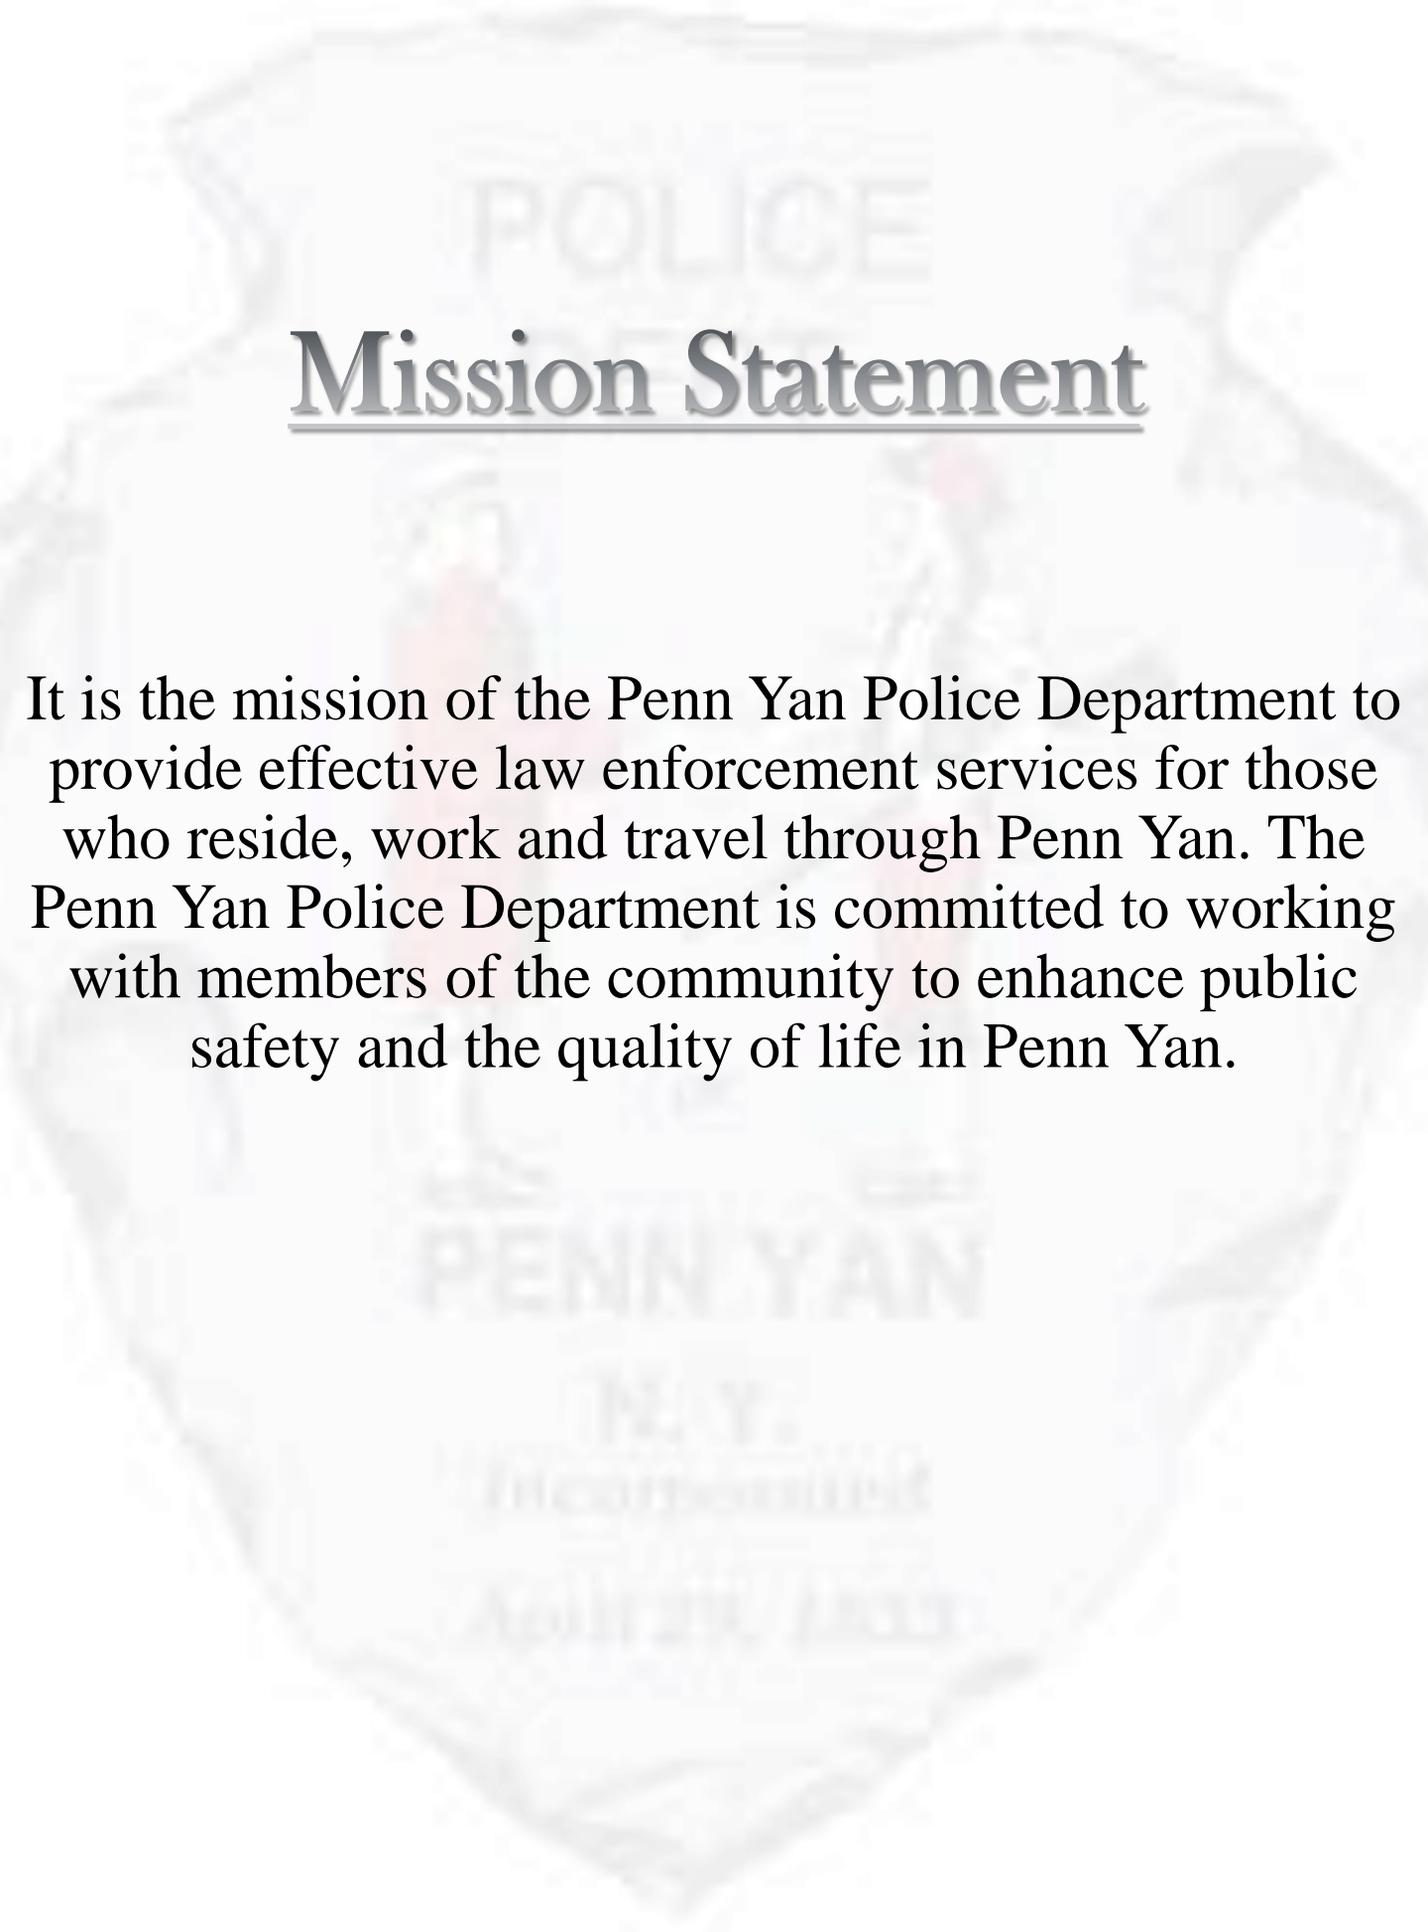 POLICE
Mission Statement
It is the mission of the Penn Yan Police Department to
provide effective law enforcement services for those
who reside, work and travel through Penn Yan. The
Penn Yan Police Department is committed to working
with members of the community to enhance public
safety and the quality of life in Penn Yan.
PENN YAN
N. Y.
Incorporated
April